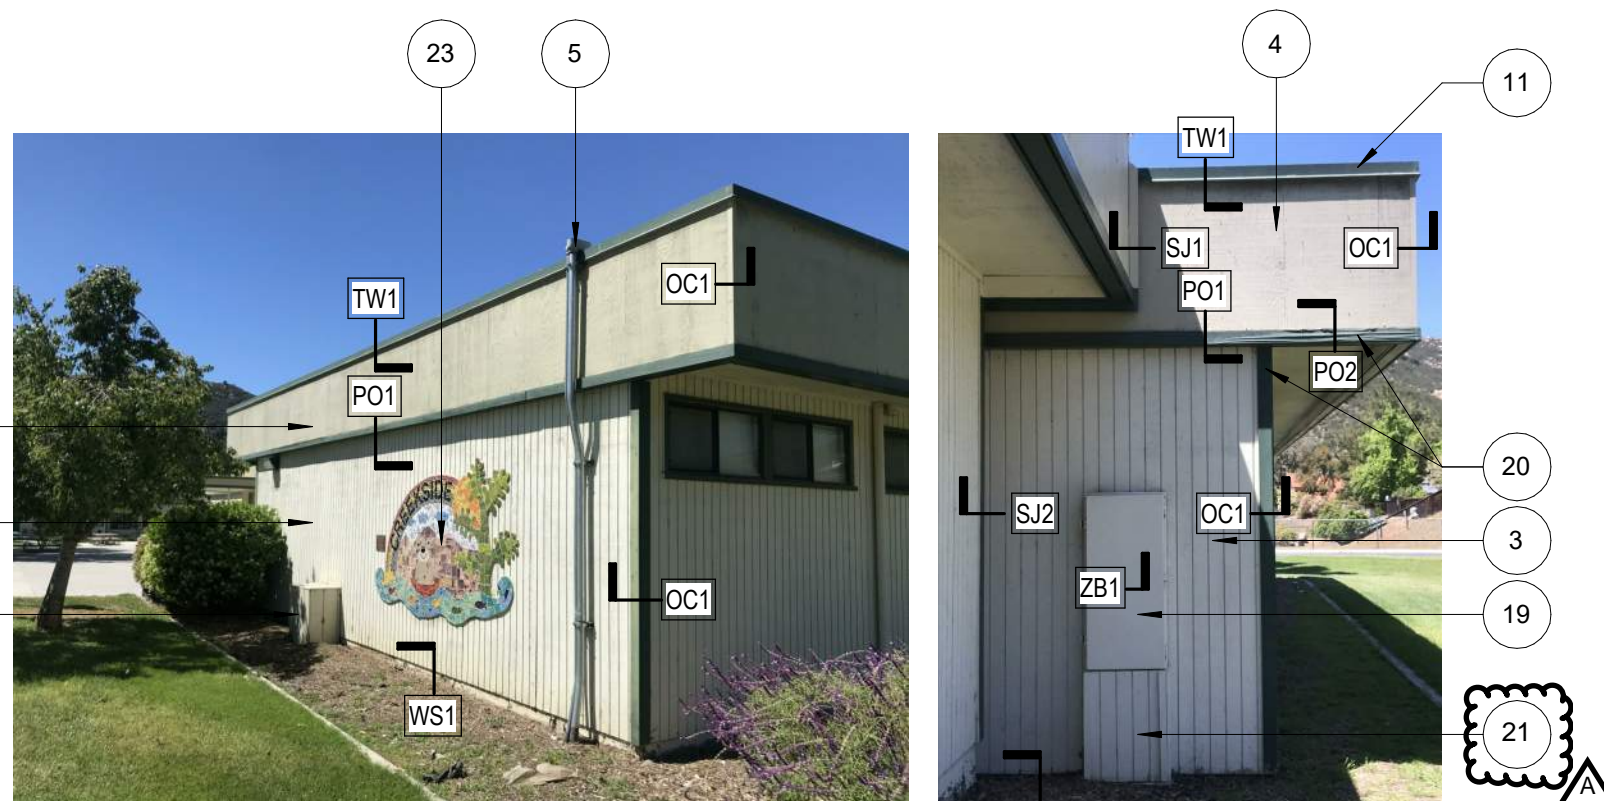 23
5
4
11
TW1
SJ1
OC1
OC1
TW1
PO1
PO1
PO2
20
CREEKSIDE
SJ2
OC1
3
ZB1
OC1
19
WS1
21
A